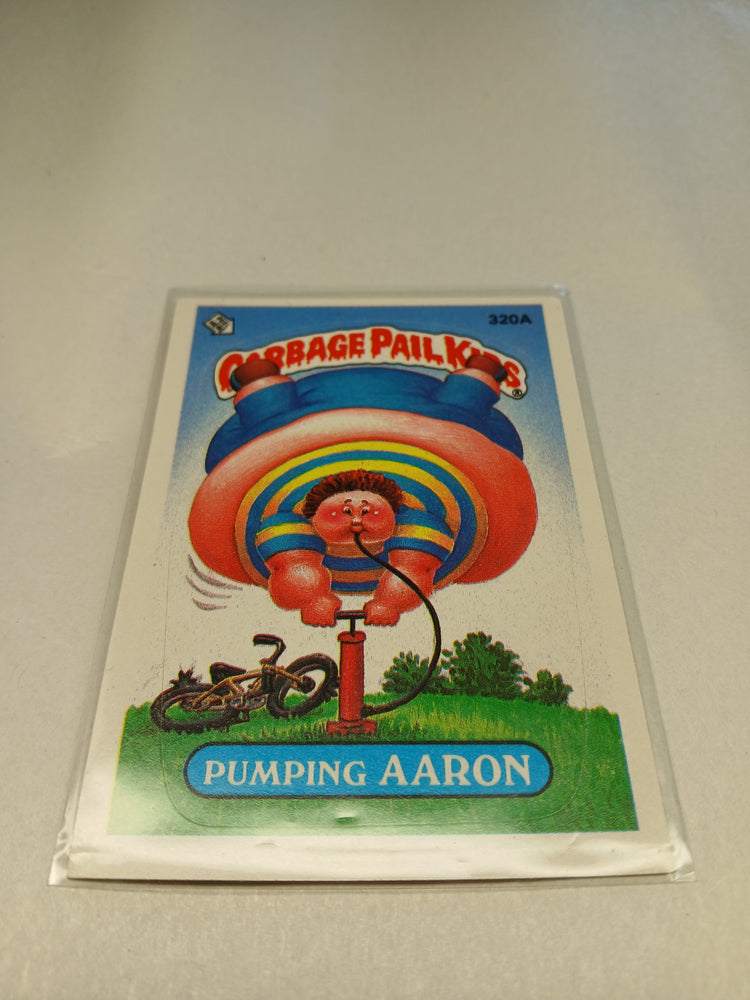 320A
GARBAGE PAIL KIDS
®
PUMPING AARON